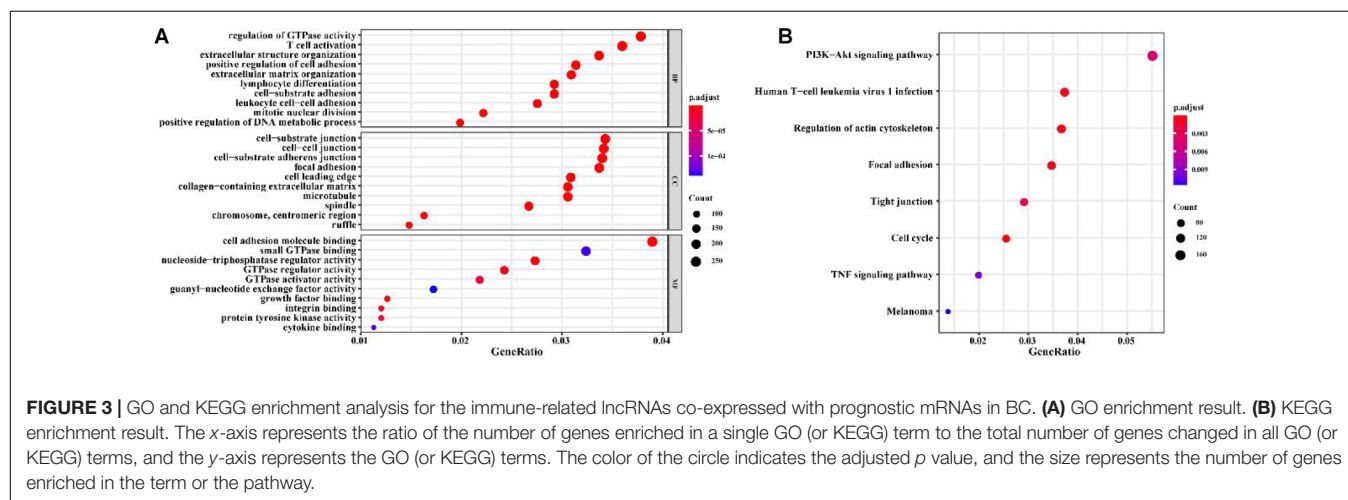 A
regulation of GTPase activity
T cell activation
extracellular structure organization
positive regulation of cell adhesion
extracellular matrix organization
lymphocyte differentiation
cell−substrate adhesion
leukocyte cell−cell adhesion
mitotic nuclear division
positive regulation of DNA metabolic process
BP
cell−substrate junction
cell−cell junction
cell−substrate adherens junction
focal adhesion
cell leading edge
collagen−containing extracellular matrix
microtubule
spindle
chromosome, centromeric region
ruffle
CC
cell adhesion molecule binding
small GTPase binding
nucleoside−triphosphatase regulator activity
GTPase regulator activity
GTPase activator activity
guanyl−nucleotide exchange factor activity
growth factor binding
integrin binding
protein tyrosine kinase activity
cytokine binding
MF
0.01 0.02 0.03 0.04
GeneRatio
p.adjust
5e−05
1e−04
Count
100
150
200
250
B
PI3K−Akt signaling pathway
Human T−cell leukemia virus 1 infection
Regulation of actin cytoskeleton
Focal adhesion
Tight junction
Cell cycle
TNF signaling pathway
Melanoma
0.02 0.03 0.04 0.05
GeneRatio
p.adjust
0.003
0.006
0.009
Count
80
120
160
FIGURE 3 | GO and KEGG enrichment analysis for the immune-related lncRNAs co-expressed with prognostic mRNAs in BC. (A) GO enrichment result. (B) KEGG
enrichment result. The x-axis represents the ratio of the number of genes enriched in a single GO (or KEGG) term to the total number of genes changed in all GO (or
KEGG) terms, and the y-axis represents the GO (or KEGG) terms. The color of the circle indicates the adjusted p value, and the size represents the number of genes
enriched in the term or the pathway.